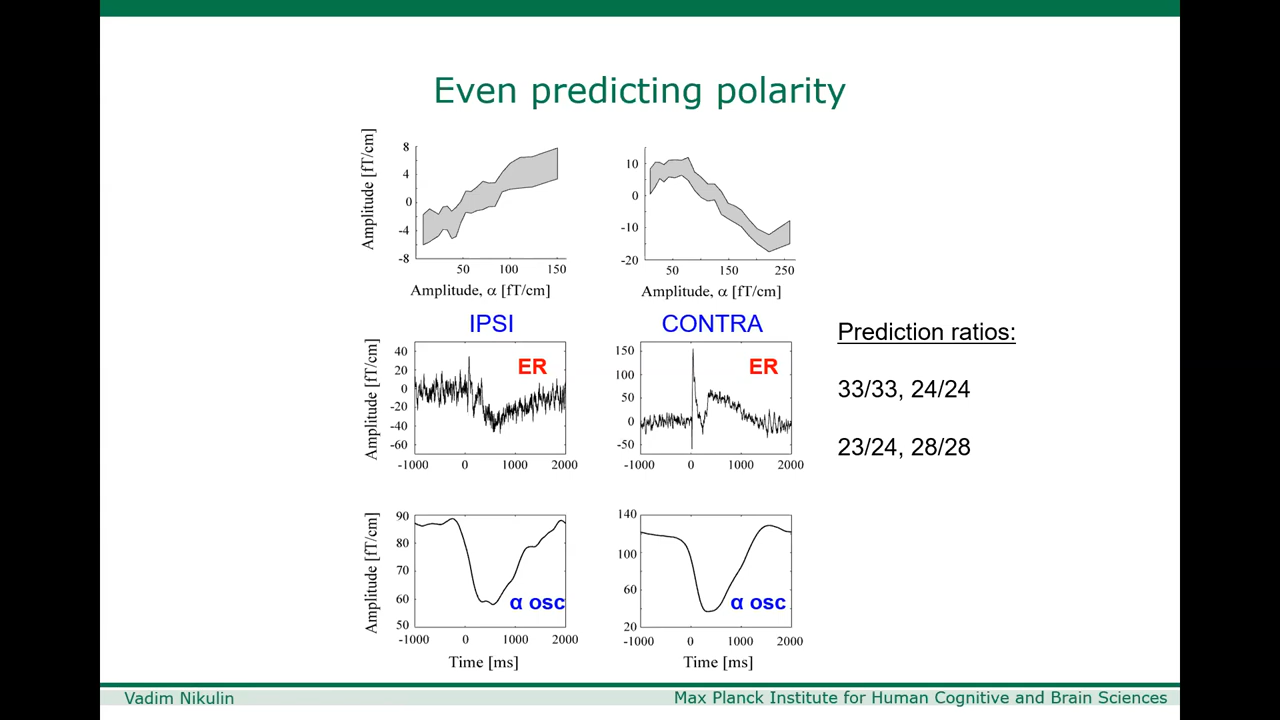 Even predicting polarity
Amplitude [fT/cm]
8
4
0
-4
-8
50 100 150
Amplitude, α [fT/cm]
10
0
-10
-20
50 150 250
Amplitude, α [fT/cm]
IPSI
CONTRA
Amplitude [fT/cm]
40
20
0
-20
-40
-60
ER
-1000 0 1000 2000
150
100
50
0
-50
ER
-1000 0 1000 2000
Prediction ratios:
33/33, 24/24
23/24, 28/28
Amplitude [fT/cm]
90
80
70
60
50
α osc
-1000 0 1000 2000
Time [ms]
140
100
60
20
α osc
-1000 0 1000 2000
Time [ms]
Vadim Nikulin
Max Planck Institute for Human Cognitive and Brain Sciences